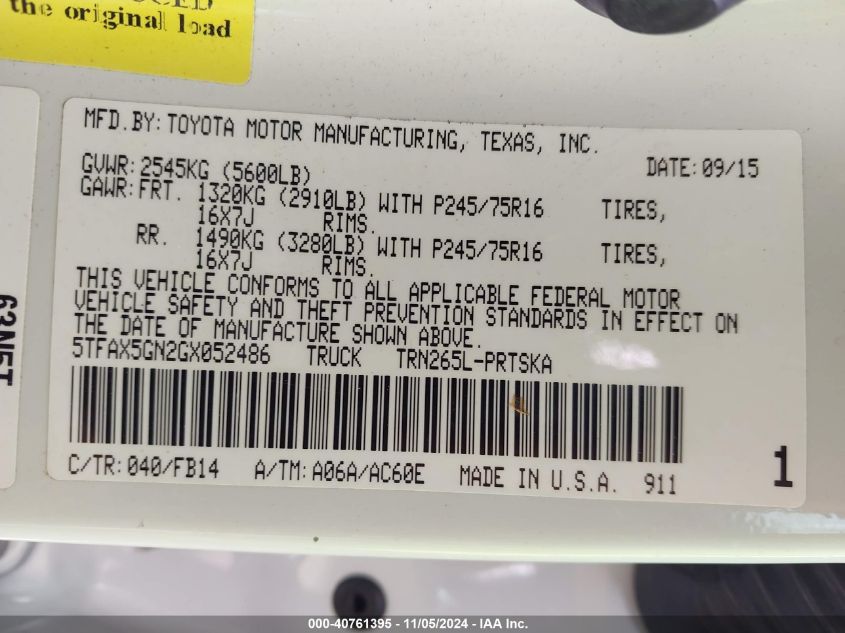 the original load
MFD.BY: TOYOTA MOTOR MANUFACTURING, TEXAS, INC.
DATE: 09/15
GVWR: 2545KG (5600LB)
GAWR: FRT. 1320KG (2910LB) WITH P245/75R16 TIRES,
16X7J RIMS.
RR. 1490KG (3280LB) WITH P245/75R16 TIRES,
16X7J RIMS.
THIS VEHICLE CONFORMS TO ALL APPLICABLE FEDERAL MOTOR
VEHICLE SAFETY AND THEFT PREVENTION STANDARDS IN EFFECT ON
THE DATE OF MANUFACTURE SHOWN ABOVE.
5TFAX5GN2GX052486 TRUCK TRN265L-PRTSKA
C/TR: 040/FB14 A/TM: A06A/AC60E MADE IN U.S.A. 911
1
63N5T
000-40761395 - 11/05/2024 - IAA Inc.